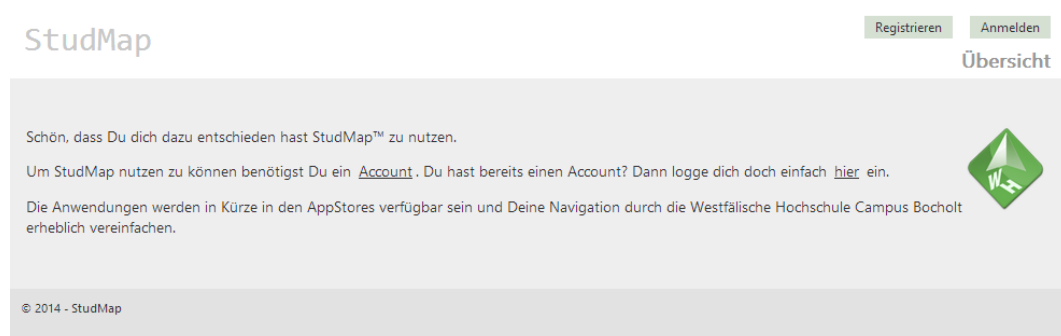 StudMap
Registrieren
Anmelden
Übersicht
Schön, dass Du dich dazu entschieden hast StudMap™ zu nutzen.
Um StudMap nutzen zu können benötigst Du ein Account. Du hast bereits einen Account? Dann logge dich doch einfach hier ein.
Die Anwendungen werden in Kürze in den AppStores verfügbar sein und Deine Navigation durch die Westfälische Hochschule Campus Bocholt
erheblich vereinfachen.
W-H
© 2014 - StudMap